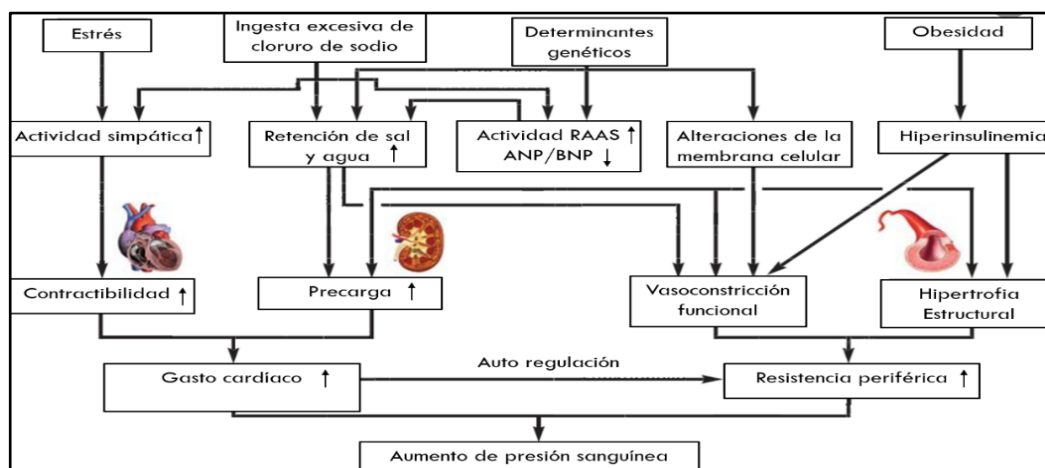 Estrés
Ingesta excesiva de
cloruro de sodio
Determinantes
genéticos
Obesidad
Actividad simpática ↑
Retención de sal
y agua ↑
Actividad RAAS ↑
ANP/BNP ↓
Alteraciones de la
membrana celular
Hiperinsulinemia
Contractibilidad ↑
Precarga ↑
Vasoconstricción
funcional
Hipertrofia
Estructural
Gasto cardíaco ↑
Auto regulación
Resistencia periférica ↑
Aumento de presión sanguínea